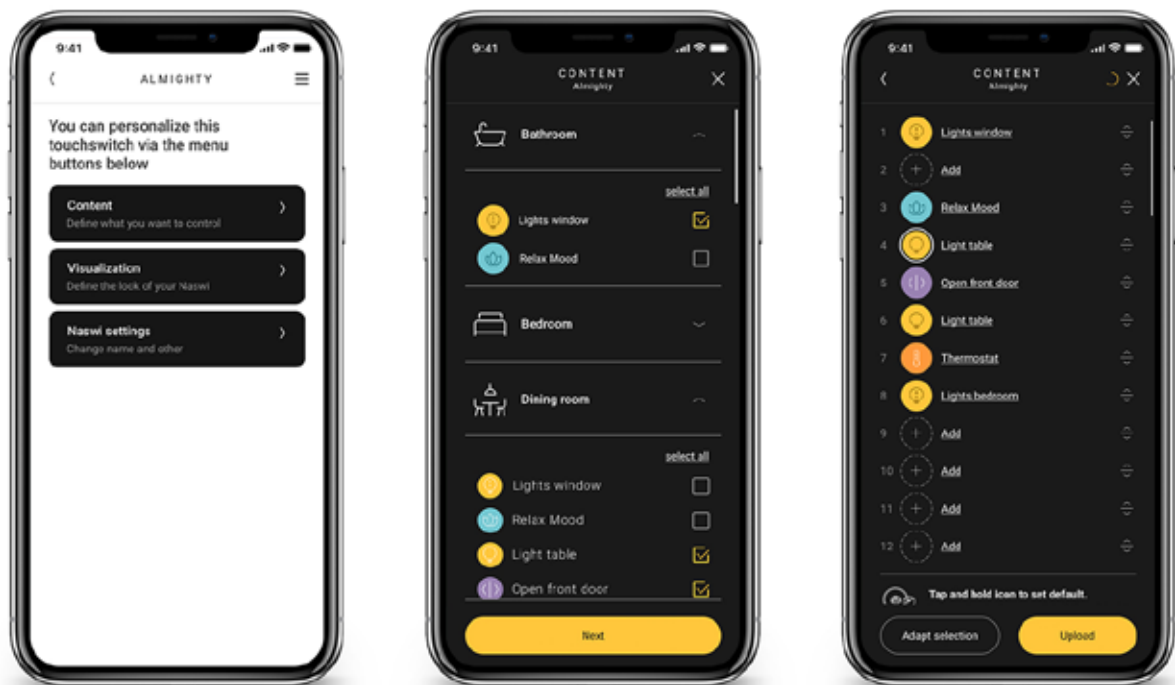 9:41
ALMIGHTY
You can personalize this
touchswitch via the menu
buttons below
Content
Define what you want to control
Visualization
Define the look of your Naswi
Naswi settings
Change name and other
9:41
CONTENT
Almighty
Bathroom
select all
Lights window
Relax Mood
Bedroom
Dining room
select all
Lights window
Relax Mood
Light table
Open front door
Next
9:41
CONTENT
Almighty
1 Lights window
2 Add
3 Relax Mood
4 Light table
5 Open front door
6 Light table
7 Thermostat
8 Lights bedroom
9 Add
10 Add
11 Add
12 Add
Tap and hold icon to set default.
Adapt selection
Upload